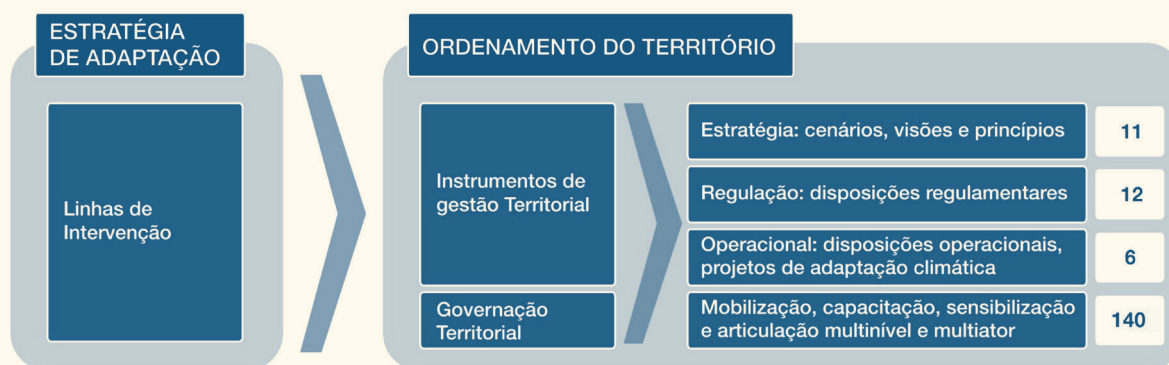 ESTRATÉGIA
DE ADAPTAÇÃO
ORDENAMENTO DO TERRITÓRIO
Linhas de
Intervenção
Instrumentos de
gestão Territorial
Governação
Territorial
Estratégia: cenários, visões e princípios
11
Regulação: disposições regulamentares
12
Operacional: disposições operacionais,
projetos de adaptação climática
6
Mobilização, capacitação, sensibilização
e articulação multinível e multiator
140